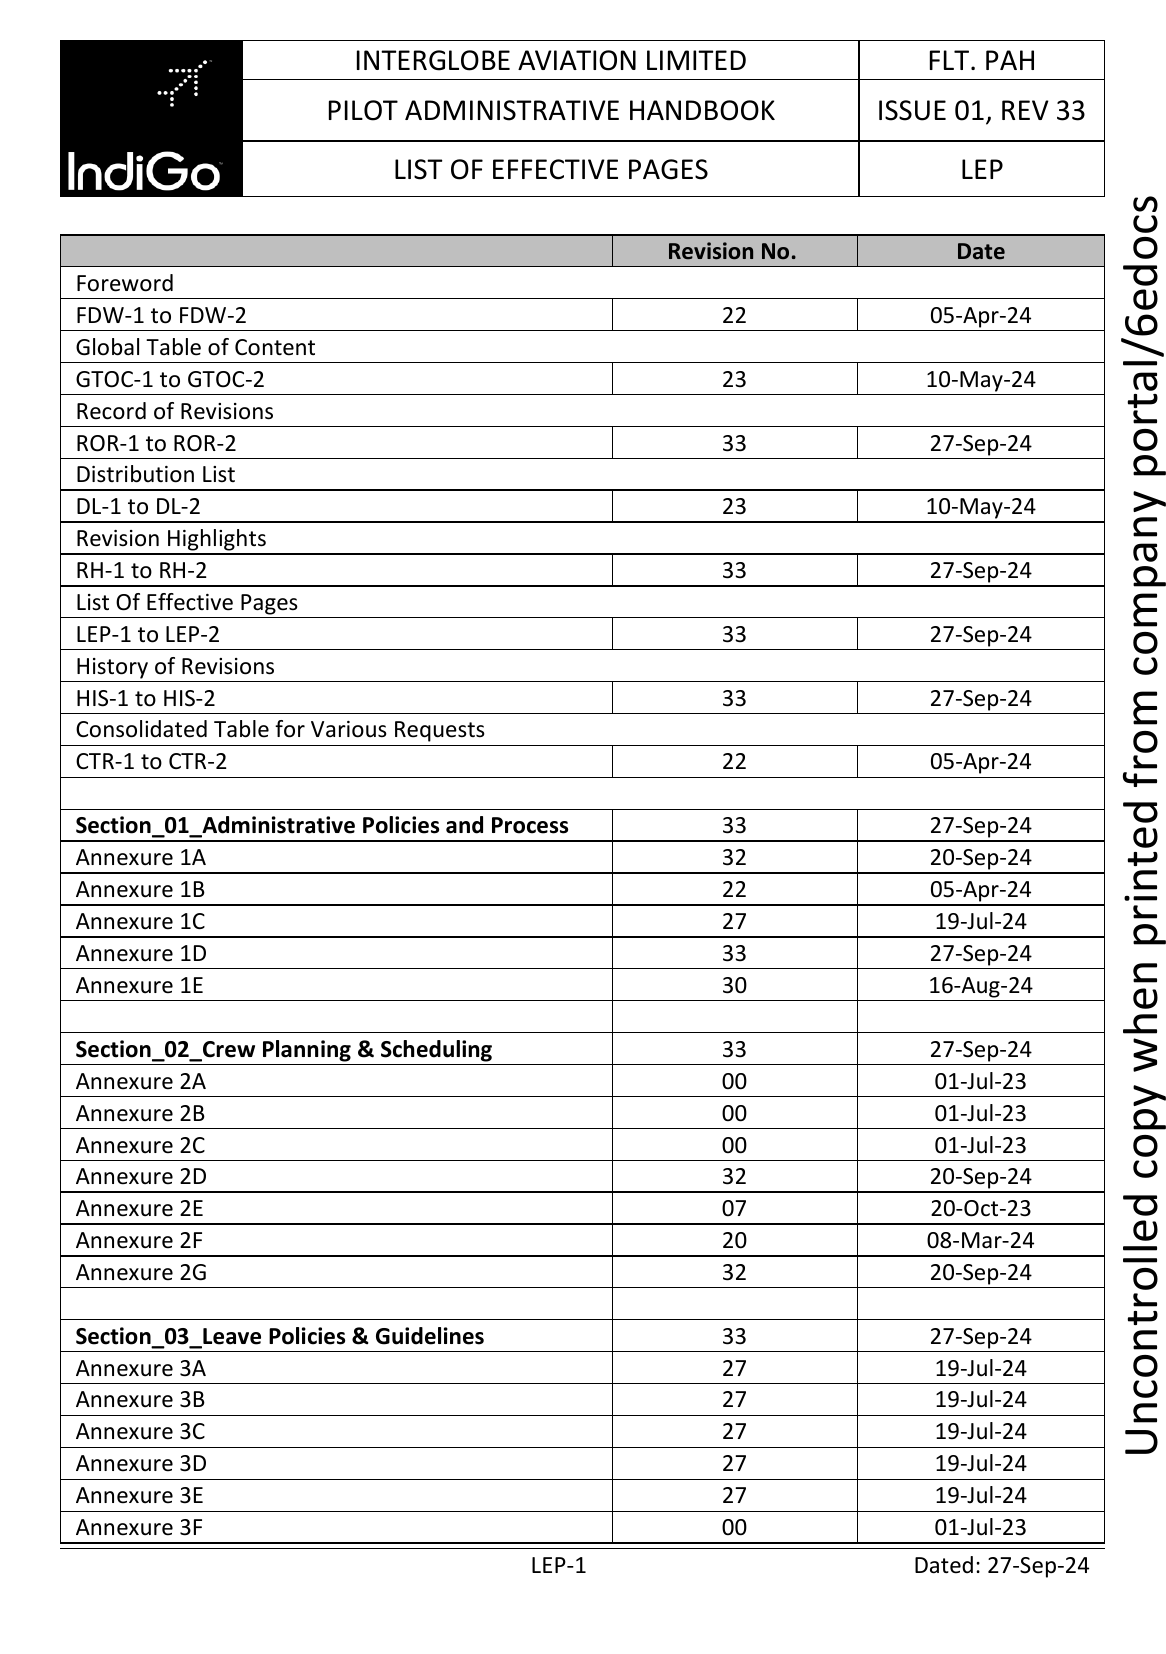 IndiGo
INTERGLOBE AVIATION LIMITED FLT. PAH
PILOT ADMINISTRATIVE HANDBOOK ISSUE 01, REV 33
LIST OF EFFECTIVE PAGES LEP
Revision No. Date
Foreword
FDW-1 to FDW-2 22 05-Apr-24
Global Table of Content
GTOC-1 to GTOC-2 23 10-May-24
Record of Revisions
ROR-1 to ROR-2 33 27-Sep-24
Distribution List
DL-1 to DL-2 23 10-May-24
Revision Highlights
RH-1 to RH-2 33 27-Sep-24
List Of Effective Pages
LEP-1 to LEP-2 33 27-Sep-24
History of Revisions
HIS-1 to HIS-2 33 27-Sep-24
Consolidated Table for Various Requests
CTR-1 to CTR-2 22 05-Apr-24
Section_01_Administrative Policies and Process 33 27-Sep-24
Annexure 1A 32 20-Sep-24
Annexure 1B 22 05-Apr-24
Annexure 1C 27 19-Jul-24
Annexure 1D 33 27-Sep-24
Annexure 1E 30 16-Aug-24
Section_02_Crew Planning & Scheduling 33 27-Sep-24
Annexure 2A 00 01-Jul-23
Annexure 2B 00 01-Jul-23
Annexure 2C 00 01-Jul-23
Annexure 2D 32 20-Sep-24
Annexure 2E 07 20-Oct-23
Annexure 2F 20 08-Mar-24
Annexure 2G 32 20-Sep-24
Section_03_Leave Policies & Guidelines 33 27-Sep-24
Annexure 3A 27 19-Jul-24
Annexure 3B 27 19-Jul-24
Annexure 3C 27 19-Jul-24
Annexure 3D 27 19-Jul-24
Annexure 3E 27 19-Jul-24
Annexure 3F 00 01-Jul-23
LEP-1 Dated: 27-Sep-24
Uncontrolled copy when printed from company portal/6edocs